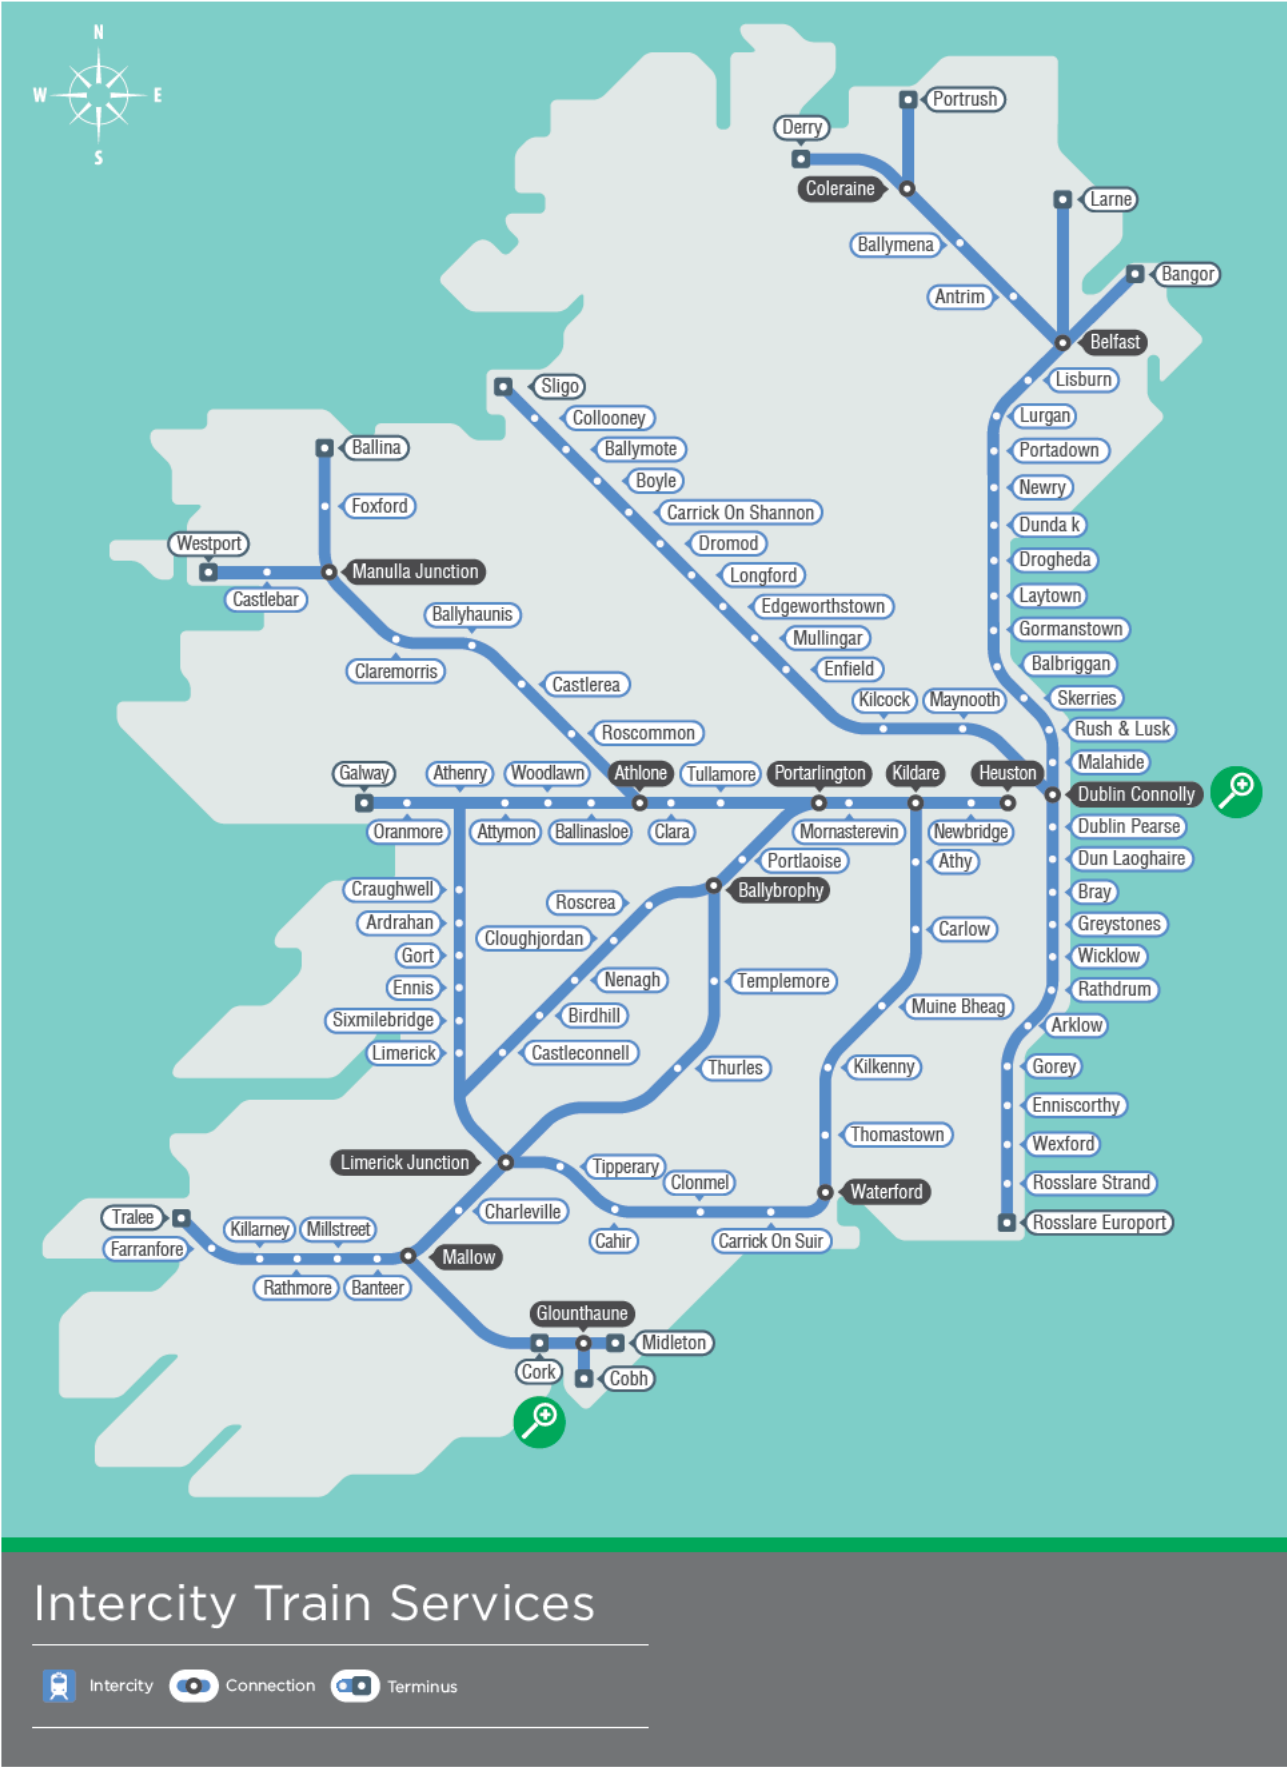 N
W E
S
Portrush
Derry
Coleraine
Larne
Ballymena
Bangor
Antrim
Belfast
Lisburn
Sligo
Lurgan
Collooney
Ballina
Ballymote
Portadown
Boyle
Newry
Foxford
Carrick On Shannon
Dunda k
Westport
Dromod
Drogheda
Manulla Junction
Longford
Castlebar
Laytown
Edgeworthstown
Ballyhaunis
Gormanstown
Mullingar
Claremorris
Enfield
Balbriggan
Castlerea
Skerries
Kilcock
Maynooth
Roscommon
Rush & Lusk
Malahide
Galway
Athenry
Woodlawn
Athlone
Tullamore
Portarlington
Kildare
Heuston
Dublin Connolly
Oranmore
Attymon
Ballinasloe
Clara
Mornasterevin
Newbridge
Dublin Pearse
Portlaoise
Athy
Dun Laoghaire
Craughwell
Ballybrophy
Bray
Roscrea
Ardrahan
Greystones
Carlow
Cloughjordan
Gort
Wicklow
Ennis
Nenagh
Templemore
Rathdrum
Muine Bheag
Sixmilebridge
Birdhill
Arklow
Limerick
Castleconnell
Thurles
Kilkenny
Gorey
Enniscorthy
Thomastown
Wexford
Limerick Junction
Tipperary
Clonmel
Rosslare Strand
Waterford
Charleville
Tralee
Rosslare Europort
Killarney
Millstreet
Farranfore
Cahir
Carrick On Suir
Mallow
Rathmore
Banteer
Glounthaune
Midleton
Cork
Cobh
Intercity Train Services
Intercity
Connection
Terminus